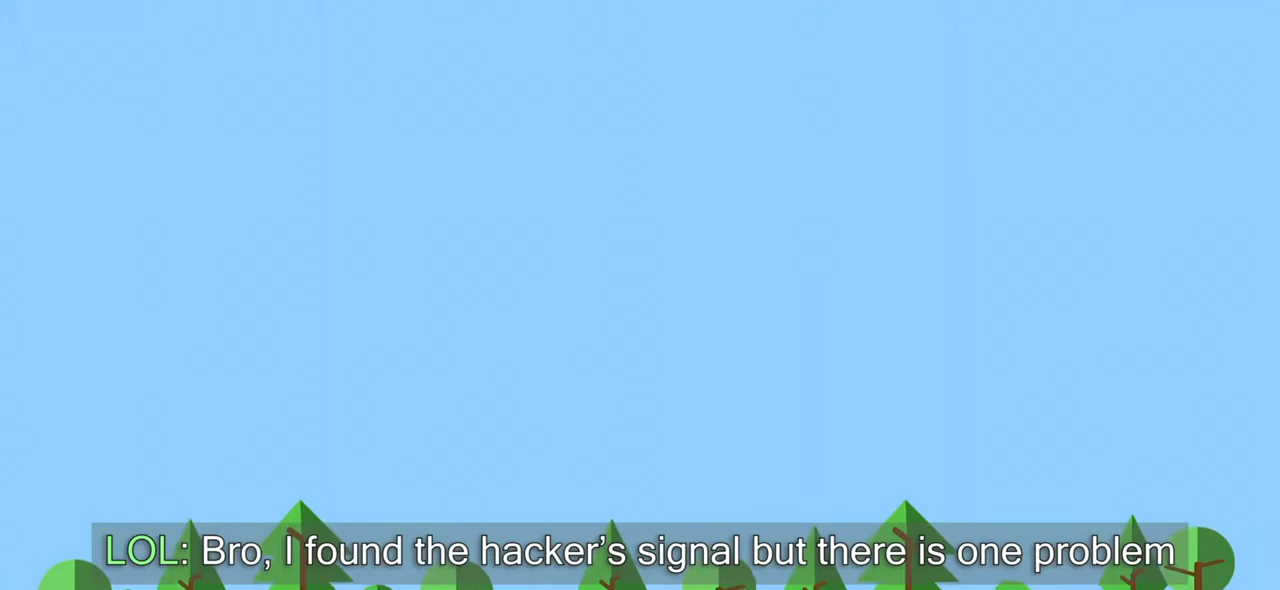 LOL: Bro, I found the hacker’s signal but there is one problem